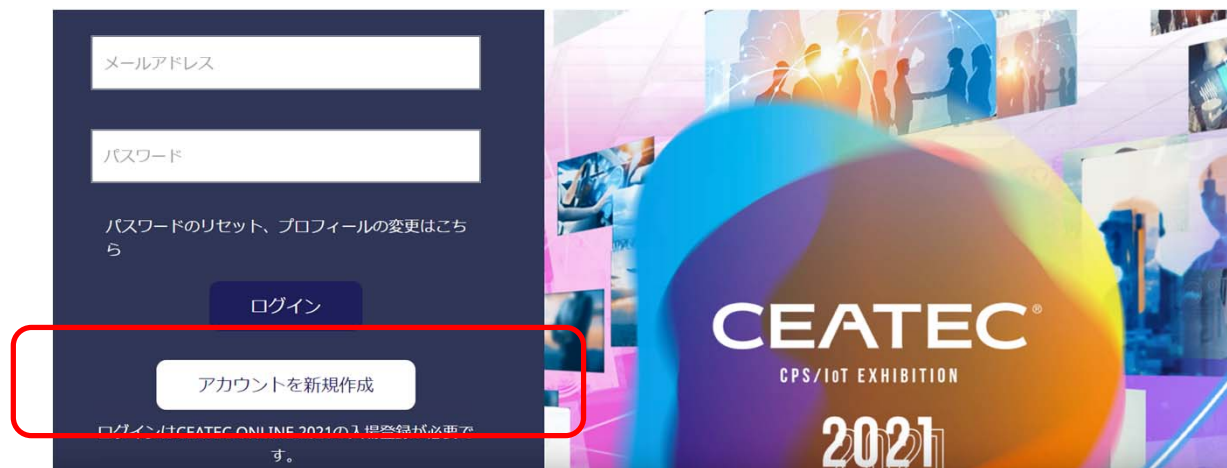 メールアドレス
パスワード
パスワードのリセット、プロフィールの変更はこち
ら
ログイン
アカウントを新規作成
ログインはCEATEC ONLINE 2021の入場登録が必要で
す。
CEATEC®
CPS/IoT EXHIBITION
2021